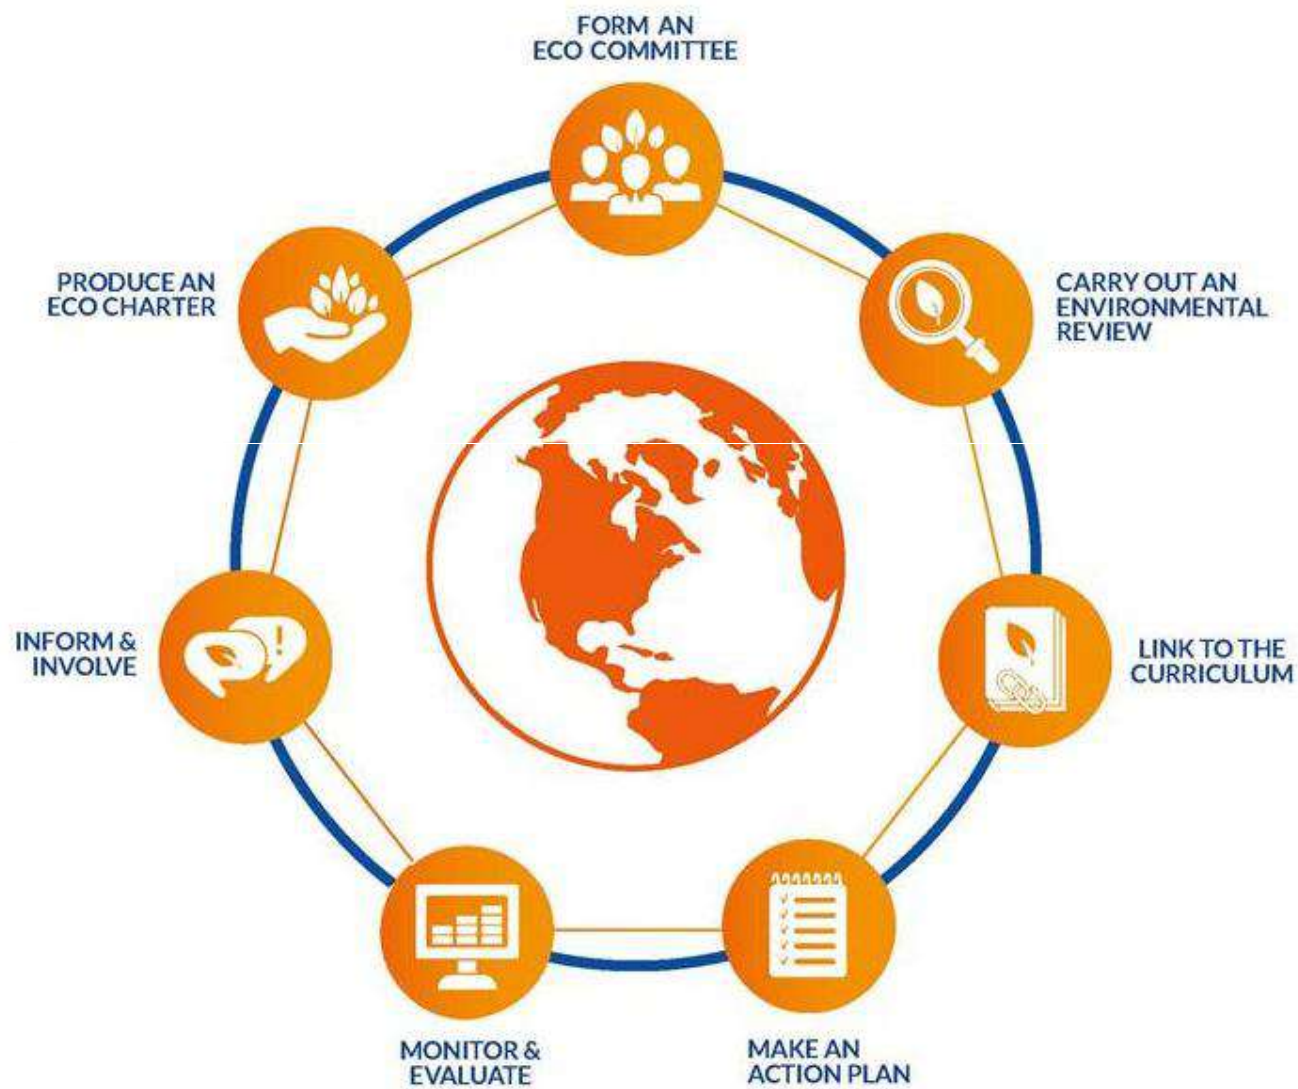 FORM AN
ECO COMMITTEE
CARRY OUT AN
ENVIRONMENTAL
REVIEW
LINK TO THE
CURRICULUM
MAKE AN
ACTION PLAN
MONITOR &
EVALUATE
INFORM &
INVOLVE
!
PRODUCE AN
ECO CHARTER